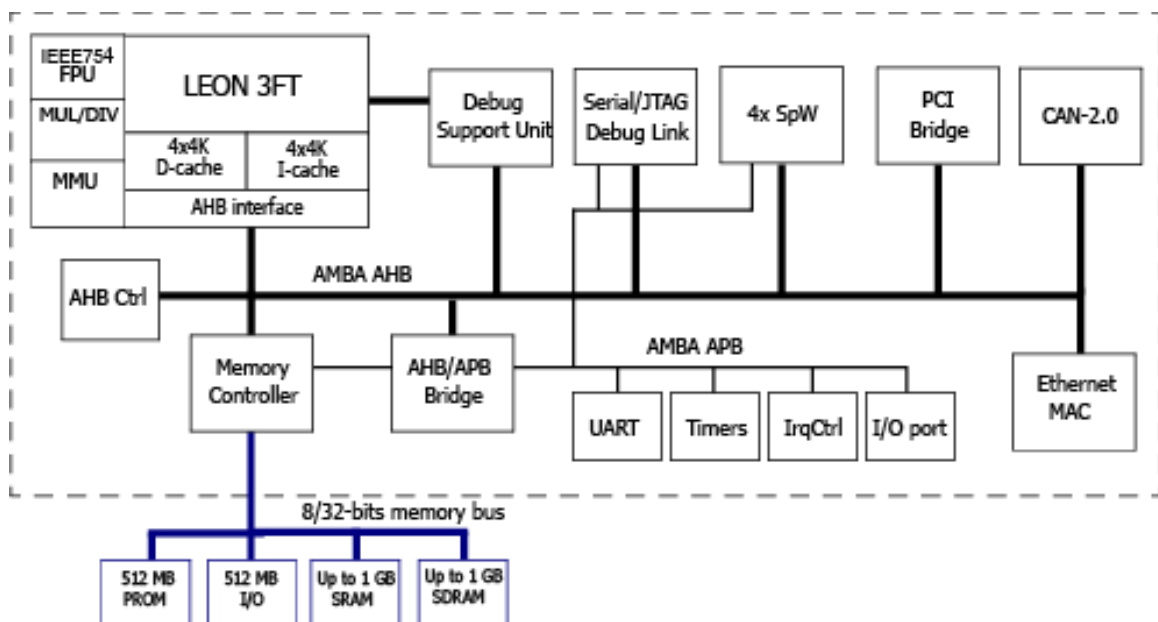 IEEE754
FPU
MUL/DIV
MMU
LEON 3FT
4x4K
D-cache
4x4K
I-cache
AHB interface
Debug
Support Unit
Serial/JTAG
Debug Link
4x SpW
PCI
Bridge
CAN-2.0
AHB Ctrl
AMBA AHB
Memory
Controller
AHB/APB
Bridge
AMBA APB
UART
Timers
IrqCtrl
I/O port
Ethernet
MAC
8/32-bits memory bus
512 MB
PROM
512 MB
I/O
Up to 1 GB
SRAM
Up to 1 GB
SDRAM